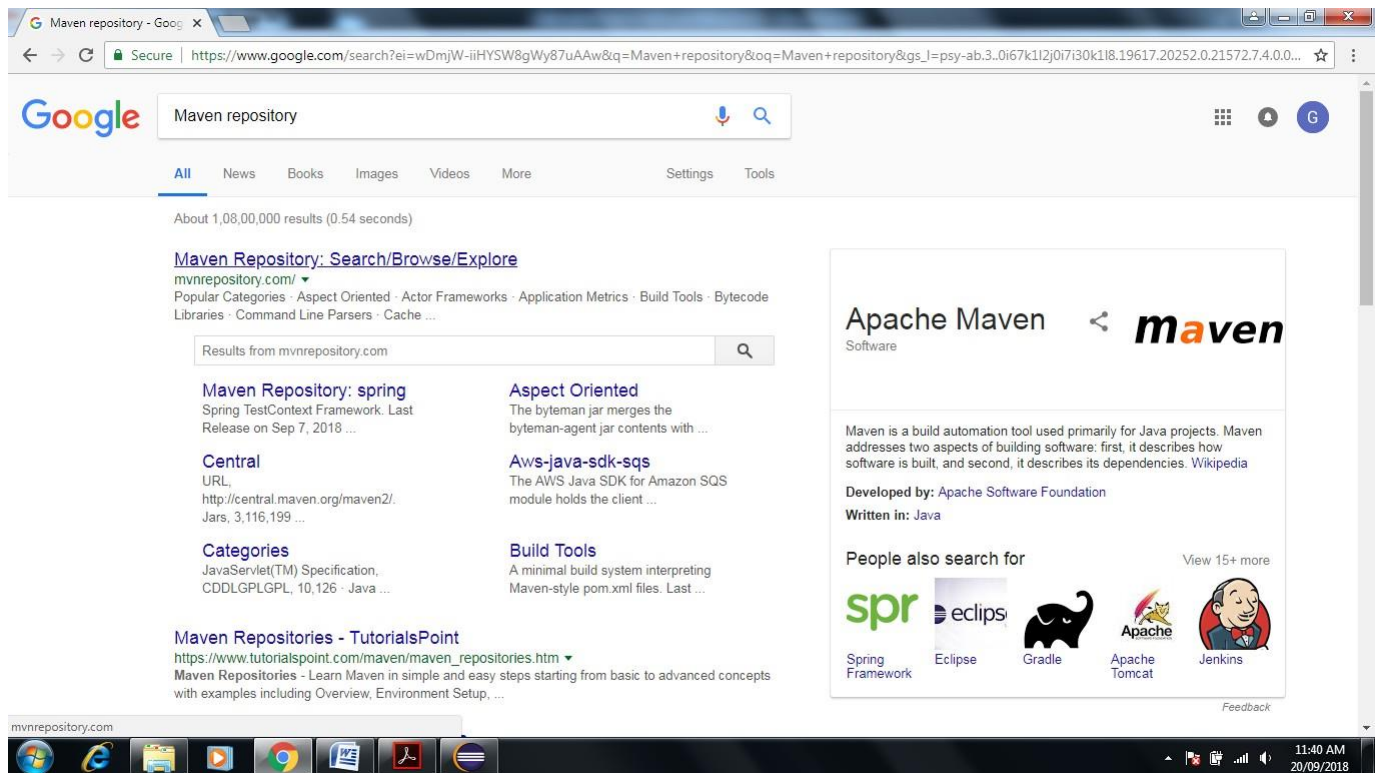 G Maven repository - Goog
Secure | https://www.google.com/search?ei=wDmjW-iiHYSW8gWy87uAAw&q=Maven+repository&oq=Maven+repository&gs_l=psy-ab.3..0i67k1l2j0i7i30k1l8.19617.20252.0.21572.7.4.0.0...
Google
Maven repository
G
All News Books Images Videos More Settings Tools
About 1,08,00,000 results (0.54 seconds)
Maven Repository: Search/Browse/Explore
mvnrepository.com/
Popular Categories · Aspect Oriented · Actor Frameworks · Application Metrics · Build Tools · Bytecode
Libraries · Command Line Parsers · Cache ...
Results from mvnrepository.com
Maven Repository: spring
Spring TestContext Framework. Last
Release on Sep 7, 2018 ...
Aspect Oriented
The byteman jar merges the
byteman-agent jar contents with ...
Central
URL,
http://central.maven.org/maven2/.
Jars, 3,116,199 ...
Aws-java-sdk-sqs
The AWS Java SDK for Amazon SQS
module holds the client ...
Categories
JavaServlet(TM) Specification,
CDDLGPLGPL, 10,126 · Java ...
Build Tools
A minimal build system interpreting
Maven-style pom.xml files. Last ...
Maven Repositories - TutorialsPoint
https://www.tutorialspoint.com/maven/maven_repositories.htm
Maven Repositories - Learn Maven in simple and easy steps starting from basic to advanced concepts
with examples including Overview, Environment Setup, ...
Apache Maven
Software
maven
Maven is a build automation tool used primarily for Java projects. Maven
addresses two aspects of building software: first, it describes how
software is built, and second, it describes its dependencies. Wikipedia
Developed by: Apache Software Foundation
Written in: Java
People also search for
View 15+ more
spr
eclips
Apache
Spring
Framework
Eclipse
Gradle
Apache
Tomcat
Jenkins
Feedback
mvnrepository.com
11:40 AM
20/09/2018